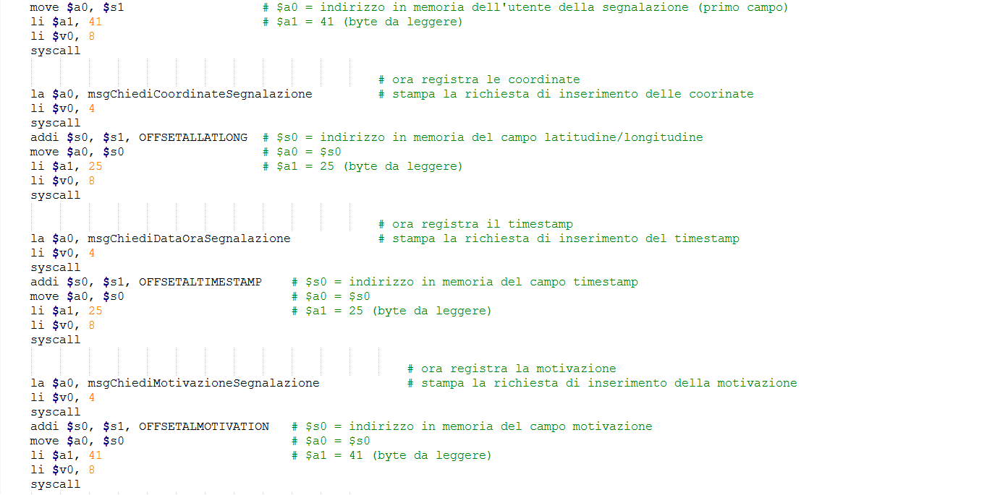 move $a0, $s1 # $a0 = indirizzo in memoria dell'utente della segnalazione (primo campo)
li $a1, 41 # $a1 = 41 (byte da leggere)
li $v0, 8
syscall
# ora registra le coordinate
la $a0, msgChiediCoordinateSegnalazione # stampa la richiesta di inserimento delle coorinate
li $v0, 4
syscall
addi $s0, $s1, OFFSETALLATLONG # $s0 = indirizzo in memoria del campo latitudine/longitudine
move $a0, $s0 # $a0 = $s0
li $a1, 25 # $a1 = 25 (byte da leggere)
li $v0, 8
syscall
# ora registra il timestamp
la $a0, msgChiediDataOraSegnalazione # stampa la richiesta di inserimento del timestamp
li $v0, 4
syscall
addi $s0, $s1, OFFSETALTIMESTAMP # $s0 = indirizzo in memoria del campo timestamp
move $a0, $s0 # $a0 = $s0
li $a1, 25 # $a1 = 25 (byte da leggere)
li $v0, 8
syscall
# ora registra la motivazione
la $a0, msgChiediMotivazioneSegnalazione # stampa la richiesta di inserimento della motivazione
li $v0, 4
syscall
addi $s0, $s1, OFFSETALMOTIVATION # $s0 = indirizzo in memoria del campo motivazione
move $a0, $s0 # $a0 = $s0
li $a1, 41 # $a1 = 41 (byte da leggere)
li $v0, 8
syscall